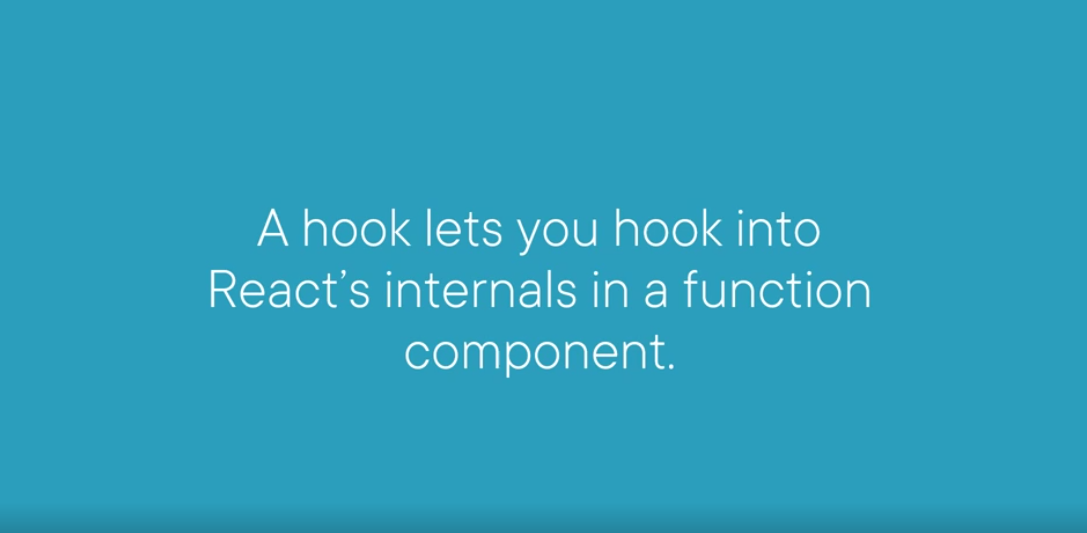 A hook lets you hook into
React’s internals in a function
component.